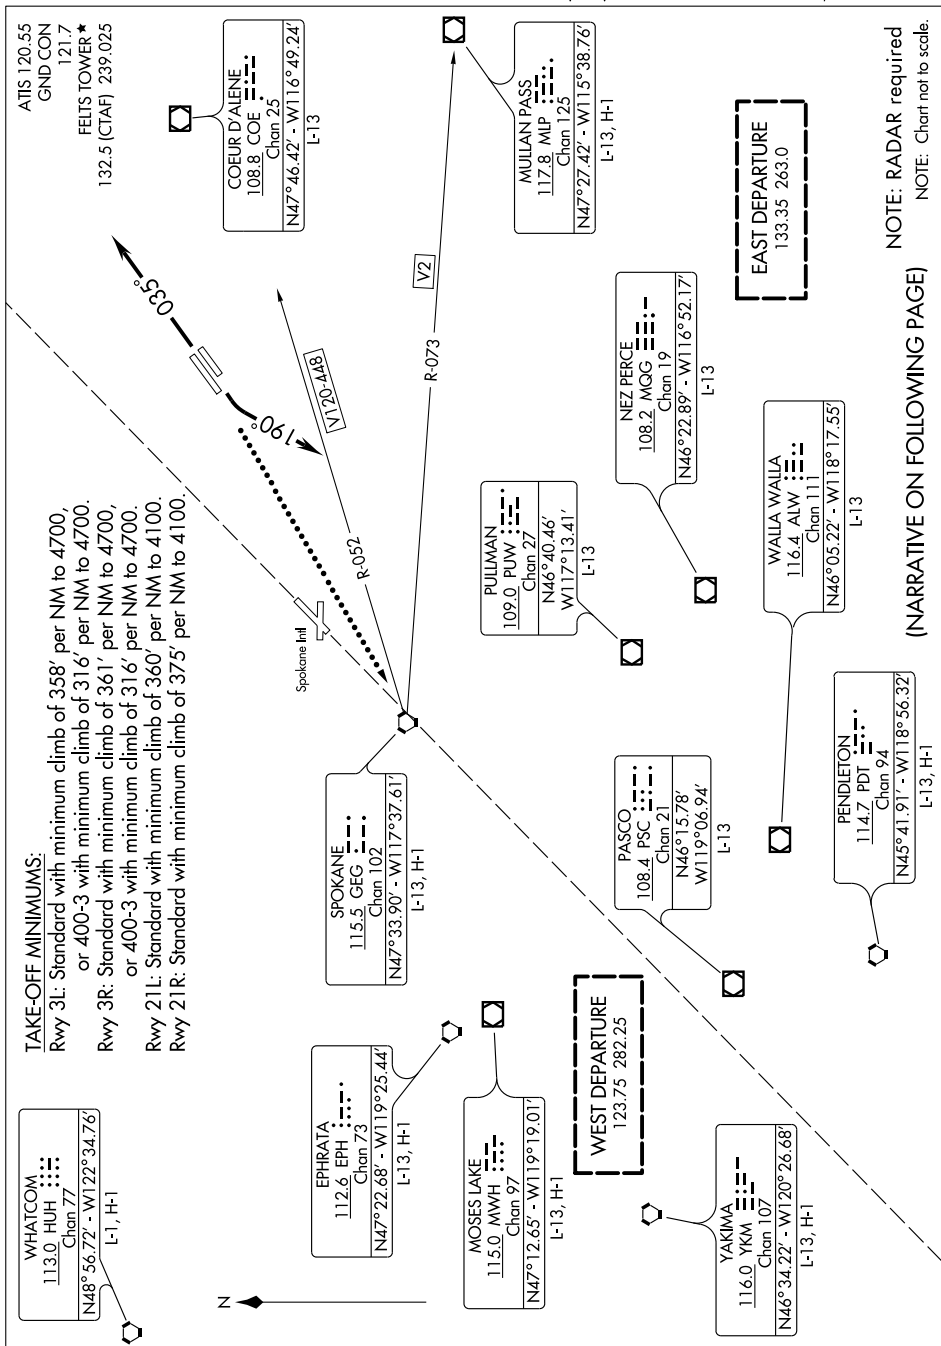 ATIS 120.55
GND CON
121.7
FELTS TOWER★
132.5 (CTAF) 239.025
TAKE-OFF MINIMUMS:
Rwy 3L: Standard with minimum climb of 358' per NM to 4700,
or 400-3 with minimum climb of 316' per NM to 4700.
Rwy 3R: Standard with minimum climb of 361' per NM to 4700,
or 400-3 with minimum climb of 316' per NM to 4700.
Rwy 21L: Standard with minimum climb of 360' per NM to 4100.
Rwy 21R: Standard with minimum climb of 375' per NM to 4100.
WHATCOM
113.0 HUH
Chan 77
N48°56.72' - W122°34.76'
L-1, H-1
COEUR D'ALENE
108.8 COE
Chan 25
N47°46.42' - W116°49.24'
L-13
035°
190°
V120-448
R-052
V2
R-073
Spokane Intl
SPOKANE
115.5 GEG
Chan 102
N47°33.90' - W117°37.61'
L-13, H-1
MULLAN PASS
117.8 MLP
Chan 125
N47°27.42' - W115°38.76'
L-13, H-1
EPHRATA
112.6 EPH
Chan 73
N47°22.68' - W119°25.44'
L-13, H-1
N
MOSES LAKE
115.0 MWH
Chan 97
N47°12.65' - W119°19.01'
L-13, H-1
PULLMAN
109.0 PUW
Chan 27
N46°40.46'
W117°13.41'
L-13
NEZ PERCE
108.2 MQG
Chan 19
N46°22.89' - W116°52.17'
L-13
WEST DEPARTURE
123.75 282.25
PASCO
108.4 PSC
Chan 21
N46°15.78'
W119°06.94'
L-13
EAST DEPARTURE
133.35 263.0
YAKIMA
116.0 YKM
Chan 107
N46°34.22' - W120°26.68'
L-13, H-1
WALLA WALLA
116.4 ALW
Chan 111
N46°05.22' - W118°17.55'
L-13
PENDLETON
114.7 PDT
Chan 94
N45°41.91' - W118°56.32'
L-13, H-1
NOTE: RADAR required
NOTE: Chart not to scale.
(NARRATIVE ON FOLLOWING PAGE)